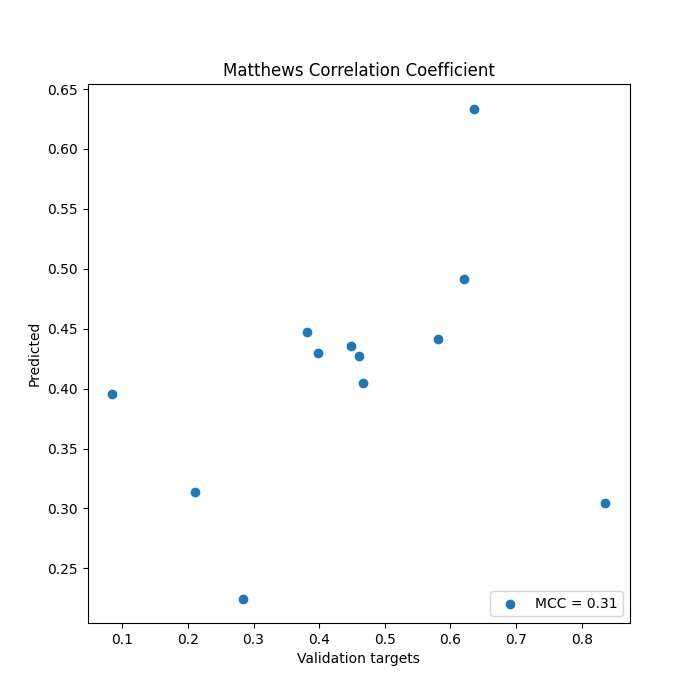 Matthews Correlation Coefficient
0.65
0.60
0.55
0.50
0.45
0.40
0.35
0.30
0.25
Predicted
MCC = 0.31
0.1 0.2 0.3 0.4 0.5 0.6 0.7 0.8
Validation targets